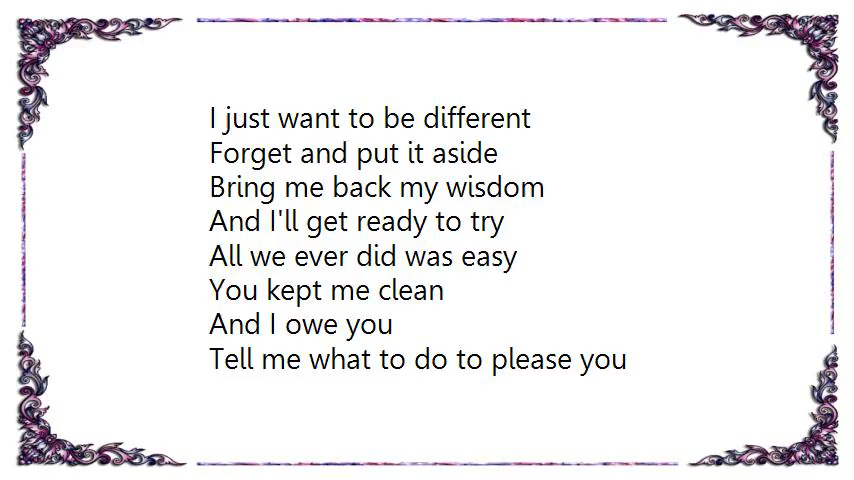 I just want to be different
Forget and put it aside
Bring me back my wisdom
And I'll get ready to try
All we ever did was easy
You kept me clean
And I owe you
Tell me what to do to please you